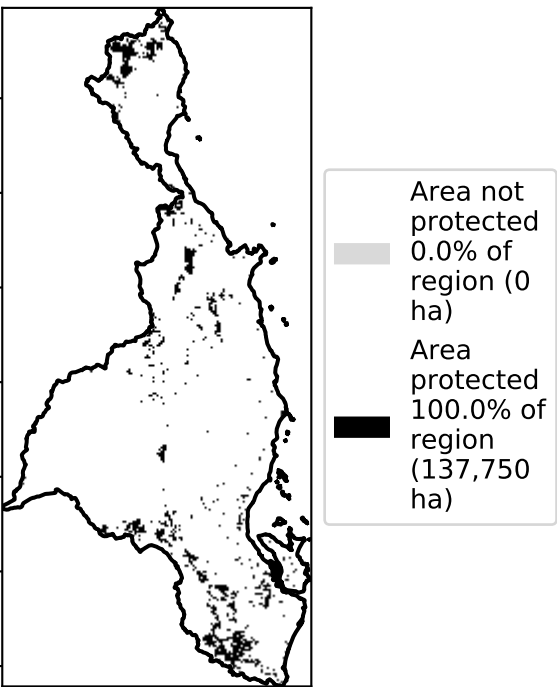 Area not
protected
0.0% of
region (0
ha)
Area
protected
100.0% of
region
(137,750
ha)